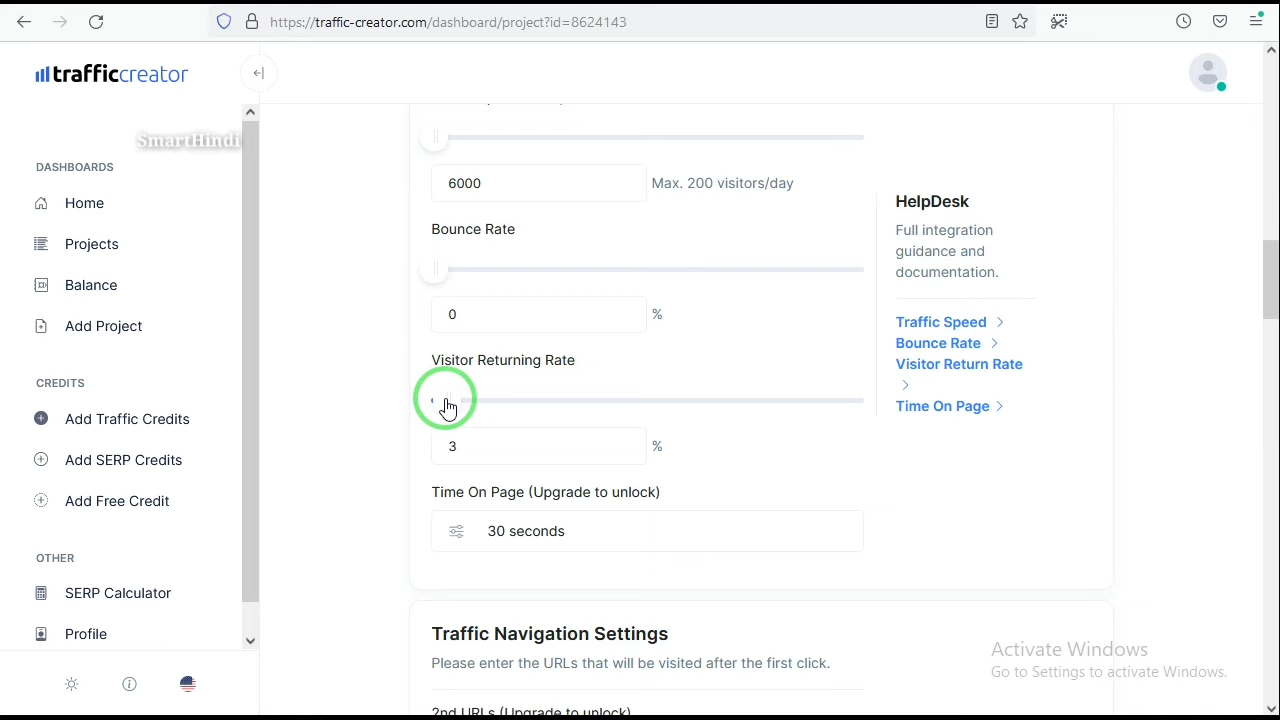 https://traffic-creator.com/dashboard/project?id=8624143
trafficcreator
SmartHindi
DASHBOARDS
Home
Projects
Balance
Add Project
CREDITS
Add Traffic Credits
Add SERP Credits
Add Free Credit
OTHER
SERP Calculator
Profile
6000
Max. 200 visitors/day
Bounce Rate
0
%
Visitor Returning Rate
3
%
Time On Page (Upgrade to unlock)
30 seconds
HelpDesk
Full integration
guidance and
documentation.
Traffic Speed
Bounce Rate
Visitor Return Rate
Time On Page
Traffic Navigation Settings
Please enter the URLs that will be visited after the first click.
2nd URLs (Upgrade to unlock)
Activate Windows
Go to Settings to activate Windows.